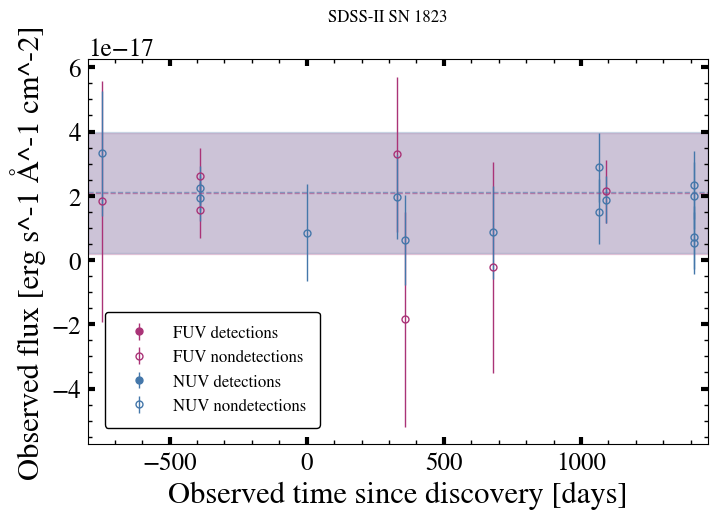 SDSS-II SN 1823
1e−17
6
4
2
0
−2
−4
Observed flux [erg s^-1 Å^-1 cm^-2]
FUV detections
FUV nondetections
NUV detections
NUV nondetections
−500 0 500 1000
Observed time since discovery [days]